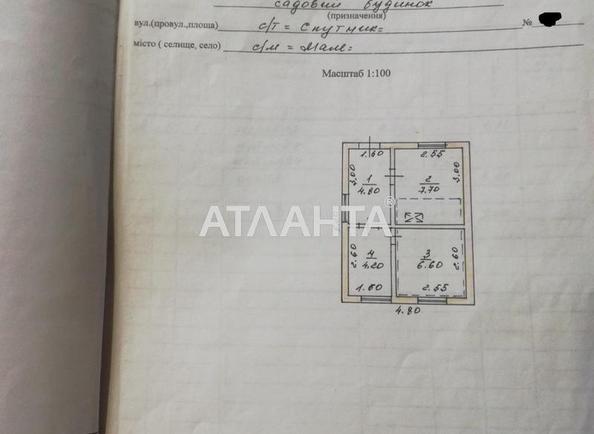 садовий будинок
(призначення)
вул.(провул.,площа) с/т = Спутник= №
місто ( селище, село) с/м =
Масштаб 1:100
1.60 2.55
3.00 1 4.80 2 7.70 3.00
АТЛАНТА®
2.60 4 4.20 3 6.60 2.60
1.60 2.55
4.80